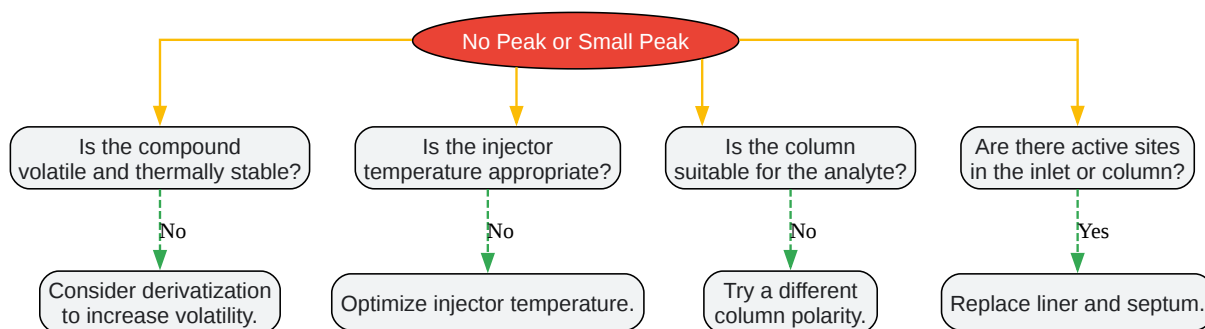 No Peak or Small Peak
Is the compound
volatile and thermally stable?
Is the injector
temperature appropriate?
Is the column
suitable for the analyte?
Are there active sites
in the inlet or column?
No
No
No
Yes
Consider derivatization
to increase volatility.
Optimize injector temperature.
Try a different
column polarity.
Replace liner and septum.